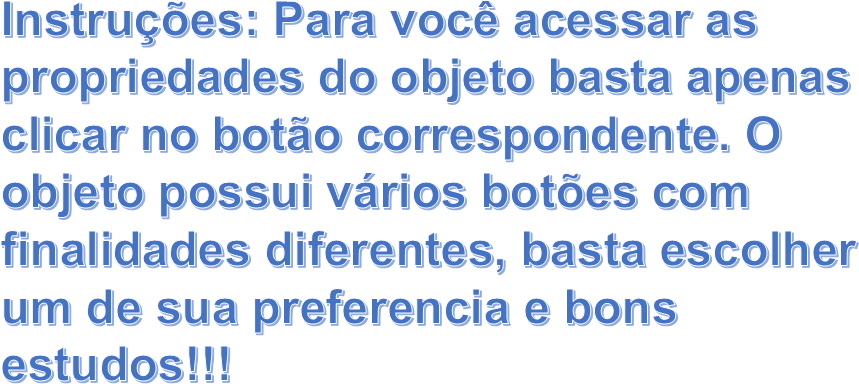 Instruções: Para você acessar as
propriedades do objeto basta apenas
clicar no botão correspondente. O
objeto possui vários botões com
finalidades diferentes, basta escolher
um de sua preferencia e bons
estudos!!!